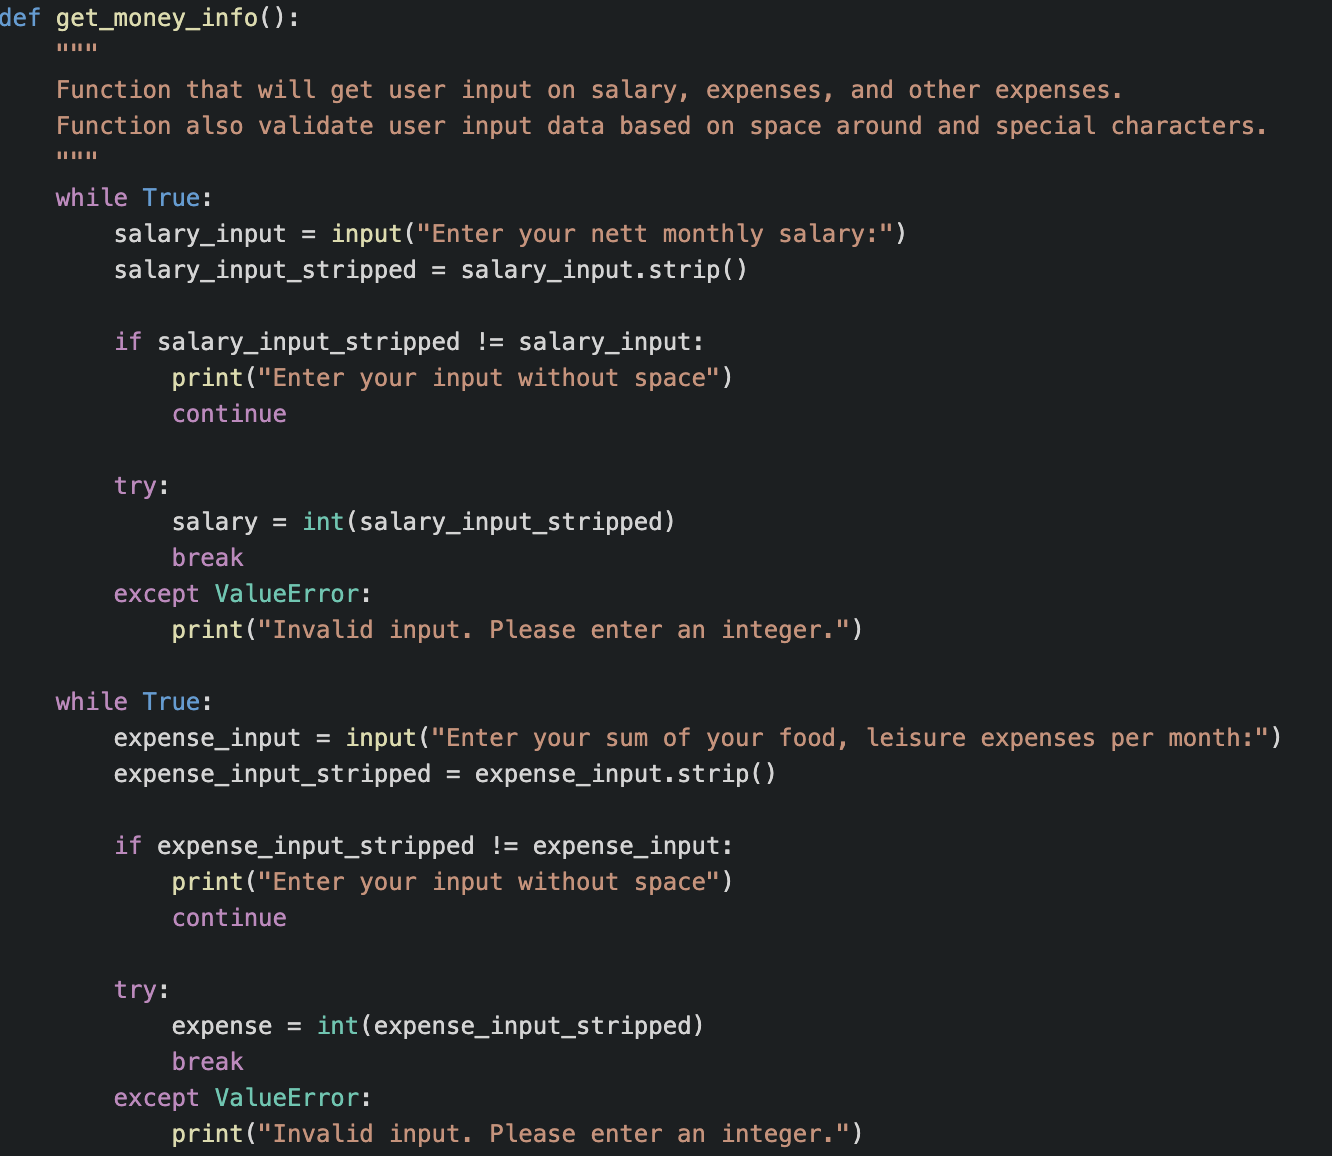 def get_money_info():
    """
    Function that will get user input on salary, expenses, and other expenses.
    Function also validate user input data based on space around and special characters.
    """
    while True:
        salary_input = input("Enter your nett monthly salary:")
        salary_input_stripped = salary_input.strip()

        if salary_input_stripped != salary_input:
            print("Enter your input without space")
            continue

        try:
            salary = int(salary_input_stripped)
            break
        except ValueError:
            print("Invalid input. Please enter an integer.")

    while True:
        expense_input = input("Enter your sum of your food, leisure expenses per month:")
        expense_input_stripped = expense_input.strip()

        if expense_input_stripped != expense_input:
            print("Enter your input without space")
            continue

        try:
            expense = int(expense_input_stripped)
            break
        except ValueError:
            print("Invalid input. Please enter an integer.")